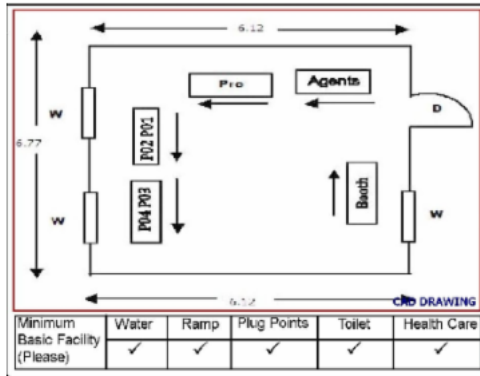 6.12
Pro
Agents
W
D
6.77
P02 P01
W
P04 P03
Booth
W
6.12
CAD DRAWING
Minimum Basic Facility (Please)
Water
Ramp
Plug Points
Toilet
Health Care
✓ ✓ ✓ ✓ ✓